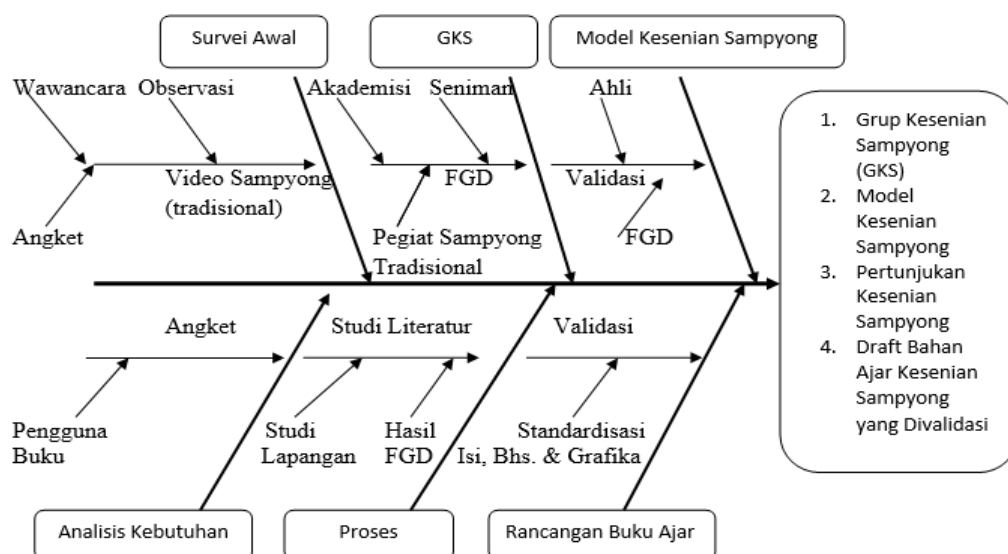 Survei Awal
GKS
Model Kesenian Sampyong
Wawancara
Observasi
Akademisi
Seniman
Ahli
Video Sampyong
(tradisional)
FGD
Validasi
Angket
Pegiat Sampyong
Tradisional
FGD
1. Grup Kesenian
Sampyong
(GKS)
2. Model
Kesenian
Sampyong
3. Pertunjukan
Kesenian
Sampyong
4. Draft Bahan
Ajar Kesenian
Sampyong
yang Divalidasi
Angket
Studi Literatur
Validasi
Pengguna
Buku
Studi
Lapangan
Hasil
FGD
Standardisasi
Isi, Bhs. & Grafika
Analisis Kebutuhan
Proses
Rancangan Buku Ajar